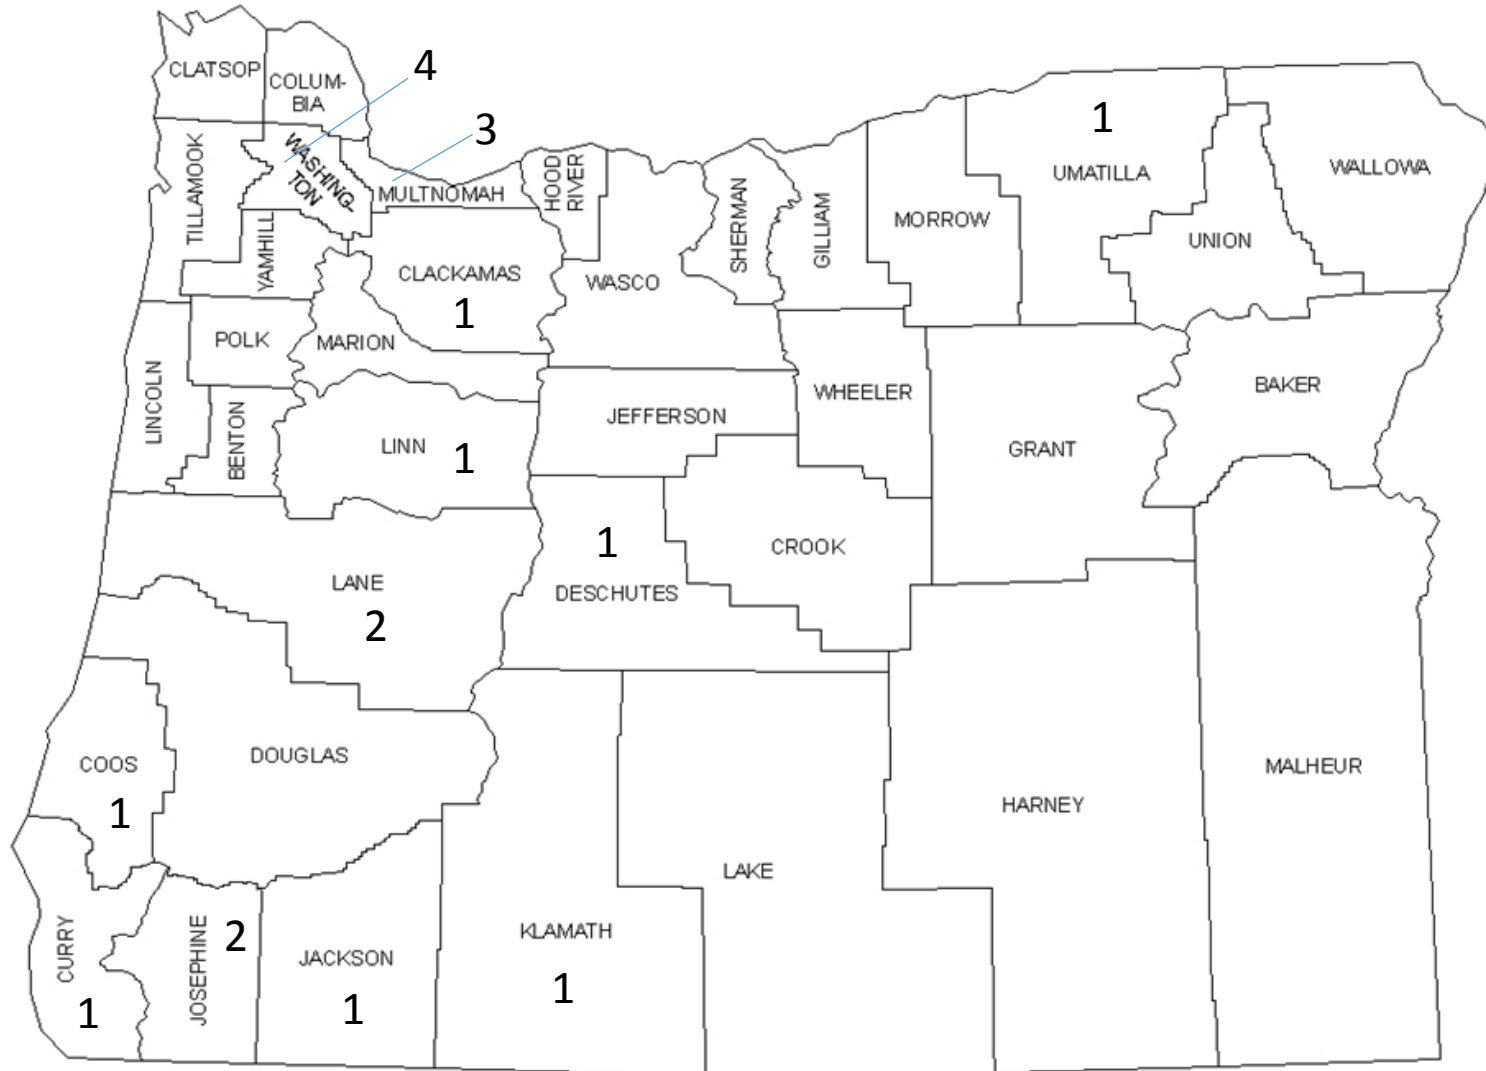 CLATSOP
COLUM-
BIA
4
3
1
TILLAMOOK
WASHING-
TON
MULTNOMAH
HOOD
RIVER
SHERMAN
GILLIAM
MORROW
UMATILLA
WALLOWA
UNION
YAMHILL
CLACKAMAS
1
WASCO
POLK
MARION
LINCOLN
BENTON
LINN
1
JEFFERSON
WHEELER
GRANT
BAKER
1
DESCHUTES
CROOK
LANE
2
COOS
1
DOUGLAS
MALHEUR
HARNEY
LAKE
CURRY
1
JOSEPHINE
2
JACKSON
1
KLAMATH
1